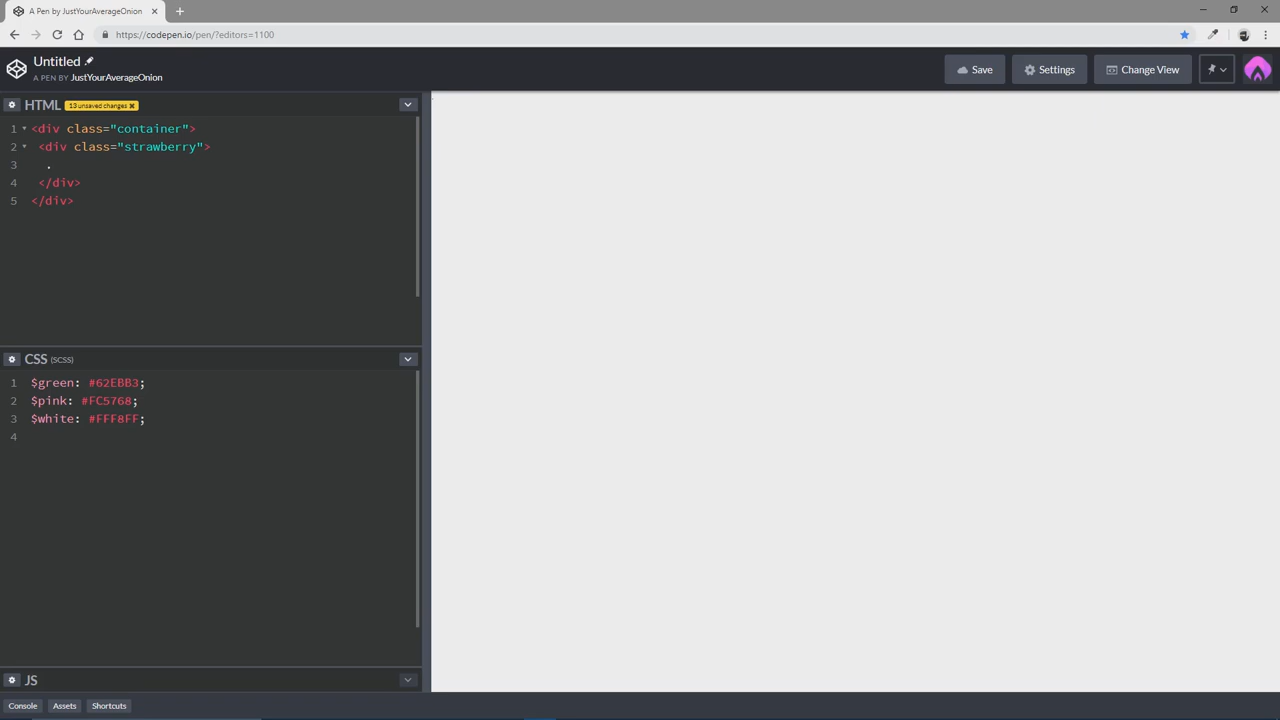 A Pen by JustYourAverageOnion
https://codepen.io/pen/?editors=1100
Untitled
A PEN BY JustYourAverageOnion
Save
Settings
Change View
HTML
13 unsaved changes
1 <div class="container">
2 <div class="strawberry">
3 .
4 </div>
5 </div>
CSS (SCSS)
1 $green: #62EBB3;
2 $pink: #FC5768;
3 $white: #FFF8FF;
4
JS
Console Assets Shortcuts